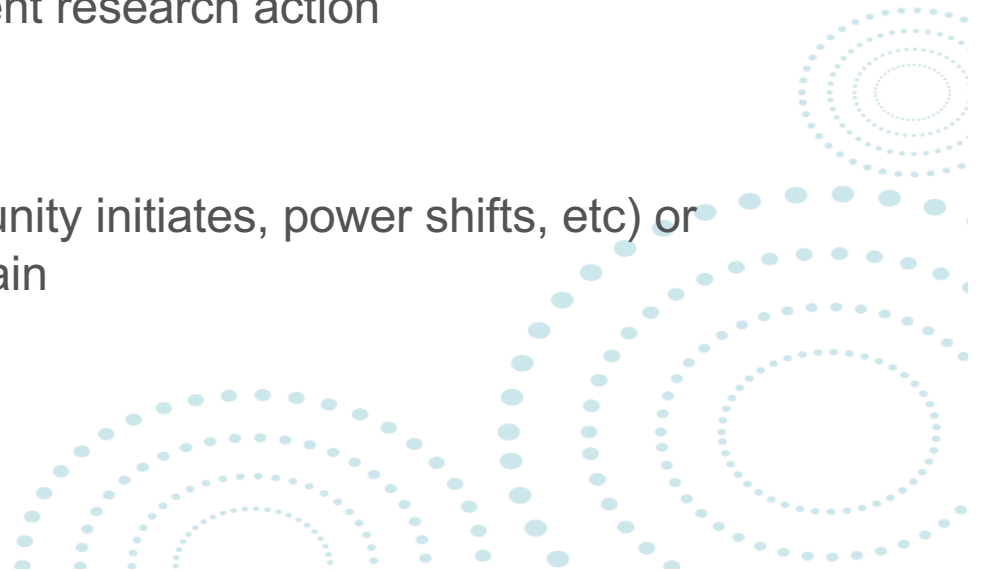 ent research action
unity initiates, power shifts, etc) or
ain